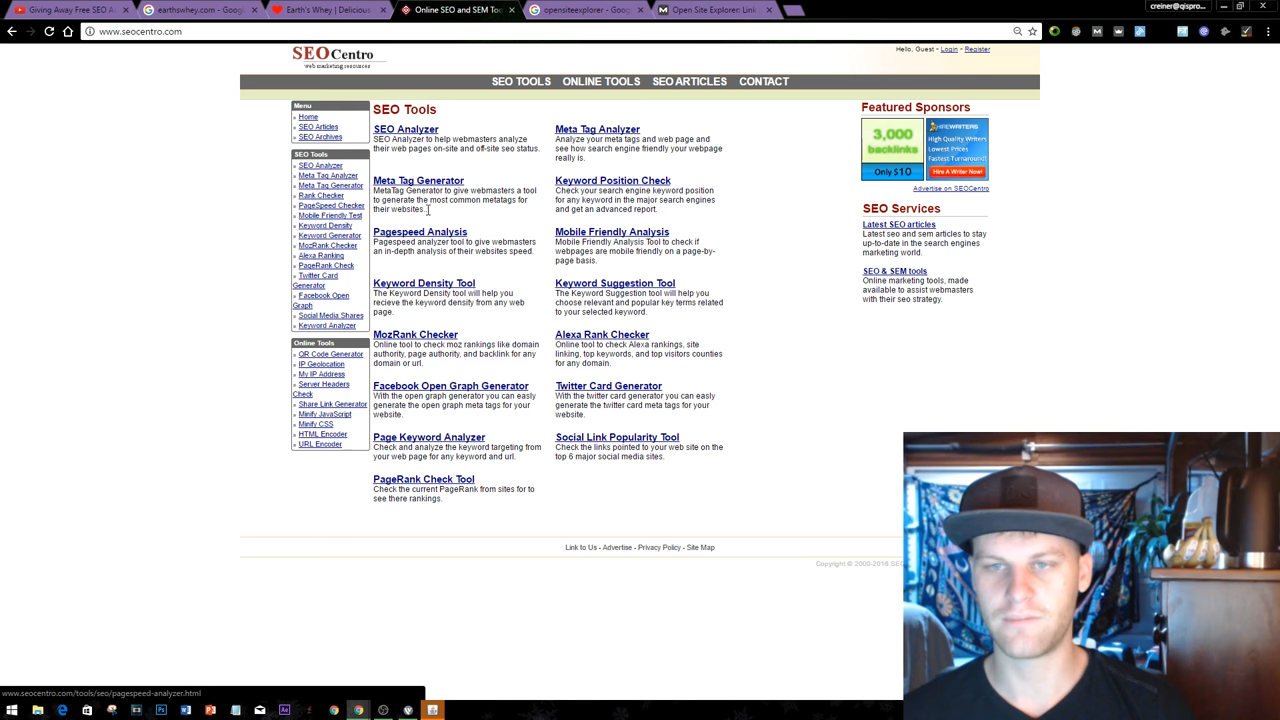 Giving Away Free SEO A
earthswhey.com - Goog
Earth's Whey | Delicious
Online SEO and SEM Too
opensiteexplorer - Goog
Open Site Explorer: Link
creiner@qispro...
www.seocentro.com
SEOCentro
web marketing resources
Hello, Guest - Login - Register
SEO TOOLS
ONLINE TOOLS
SEO ARTICLES
CONTACT
Menu
Home
SEO Articles
SEO Archives
SEO Tools
SEO Analyzer
Meta Tag Analyzer
Meta Tag Generator
Rank Checker
PageSpeed Checker
Mobile Friendly Test
Keyword Density
Keyword Generator
MozRank Checker
Alexa Ranking
PageRank Check
Twitter Card
Generator
Facebook Open
Graph
Social Media Shares
Keyword Analyzer
Online Tools
QR Code Generator
IP Geolocation
My IP Address
Server Headers
Check
Share Link Generator
Minify JavaScript
Minify CSS
HTML Encoder
URL Encoder
SEO Tools
SEO Analyzer
SEO Analyzer to help webmasters analyze
their web pages on-site and off-site seo status.
Meta Tag Analyzer
Analyze your meta tags and web page and
see how search engine friendly your webpage
really is.
Meta Tag Generator
MetaTag Generator to give webmasters a tool
to generate the most common metatags for
their websites.
Keyword Position Check
Check your search engine keyword position
for any keyword in the major search engines
and get an advanced report.
Pagespeed Analysis
Pagespeed analyzer tool to give webmasters
an in-depth analysis of their websites speed.
Mobile Friendly Analysis
Mobile Friendly Analysis Tool to check if
webpages are mobile friendly on a page-by-
page basis.
Keyword Density Tool
The Keyword Density tool will help you
recieve the keyword density from any web
page.
Keyword Suggestion Tool
The Keyword Suggestion tool will help you
choose relevant and popular key terms related
to your selected keyword.
MozRank Checker
Online tool to check moz rankings like domain
authority, page authority, and backlink for any
domain or url.
Alexa Rank Checker
Online tool to check Alexa rankings, site
linking, top keywords, and top visitors counties
for any domain.
Facebook Open Graph Generator
With the open graph generator you can easly
generate the open graph meta tags for your
website.
Twitter Card Generator
With the twitter card generator you can easly
generate the twitter card meta tags for your
website.
Page Keyword Analyzer
Check and analyze the keyword targeting from
your web page for any keyword and url.
Social Link Popularity Tool
Check the links pointed to your web site on the
top 6 major social media sites.
PageRank Check Tool
Check the current PageRank from sites for to
see there rankings.
Featured Sponsors
3,000
backlinks
Only $10
HIREWRITERS
High Quality Writers
Lowest Prices
Fastest Turnaround!
Hire A Writer Now!
Advertise on SEOCentro
SEO Services
Latest SEO articles
Latest seo and sem articles to stay
up-to-date in the search engines
marketing world.
SEO & SEM tools
Online marketing tools, made
available to assist webmasters
with their seo strategy.
Link to Us - Advertise - Privacy Policy - Site Map
Copyright © 2000-2016 SEO
www.seocentro.com/tools/seo/pagespeed-analyzer.html